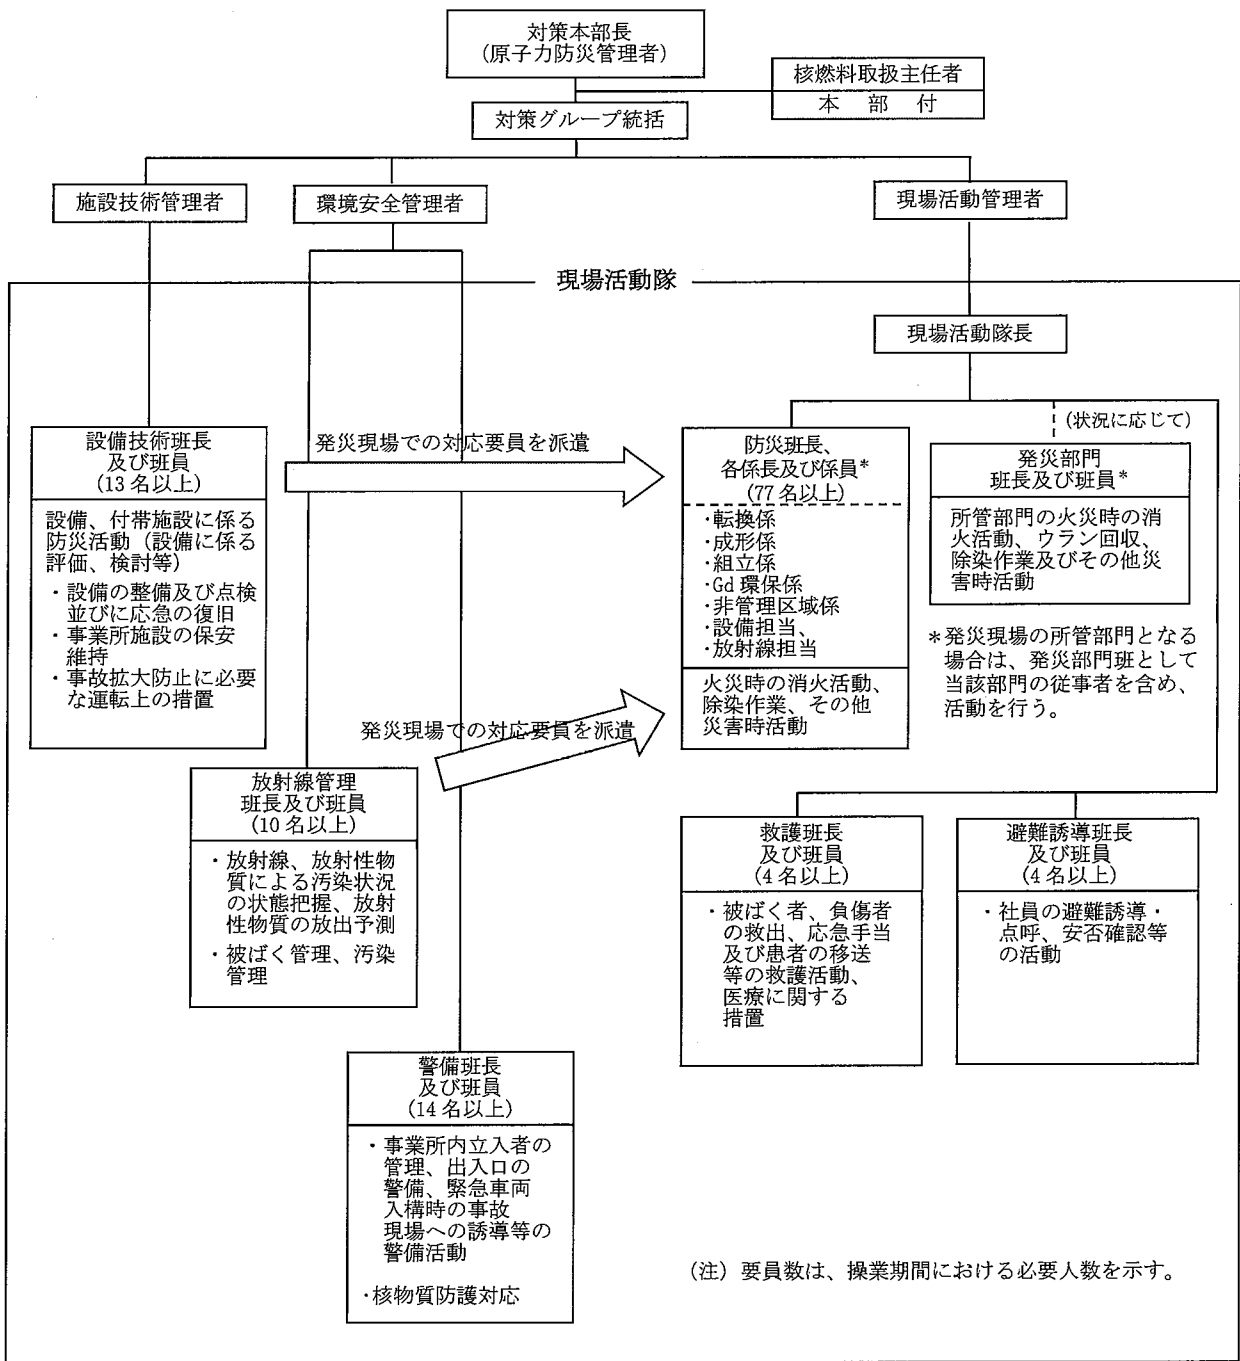 対策本部長
(原子力防災管理者)
核燃料取扱主任者
本部付
対策グループ統括
施設技術管理者
環境安全管理者
現場活動管理者
現場活動隊
現場活動隊長
設備技術班長
及び班員
(13名以上)
設備、付帯施設に係る
防災活動（設備に係る
評価、検討等）
・設備の整備及び点検
並びに応急の復旧
・事業所施設の保安
維持
・事故拡大防止に必要
な運転上の措置
発災現場での対応要員を派遣
防災班長、
各係長及び係員*
(77名以上)
・転換係
・成形係
・組立係
・Gd環保係
・非管理区域係
・設備担当、
・放射線担当
火災時の消火活動、
除染作業、その他
災害時活動
(状況に応じて)
発災部門
班長及び班員*
所管部門の火災時の消
火活動、ウラン回収、
除染作業及びその他災
害時活動
*発災現場の所管部門となる
場合は、発災部門班として
当該部門の従事者を含め、
活動を行う。
発災現場での対応要員を派遣
放射線管理
班長及び班員
(10名以上)
・放射線、放射性物
質による汚染状況
の状態把握、放射
性物質の放出予測
・被ばく管理、汚染
管理
救護班長
及び班員
(4名以上)
・被ばく者、負傷者
の救出、応急手当
及び患者の移送
等の救護活動、
医療に関する
措置
避難誘導班長
及び班員
(4名以上)
・社員の避難誘導・
点呼、安否確認等
の活動
警備班長
及び班員
(14名以上)
・事業所内立入者の
管理、出入口の
警備、緊急車両
入構時の事故
現場への誘導等の
警備活動
・核物質防護対応
(注) 要員数は、操業期間における必要人数を示す。